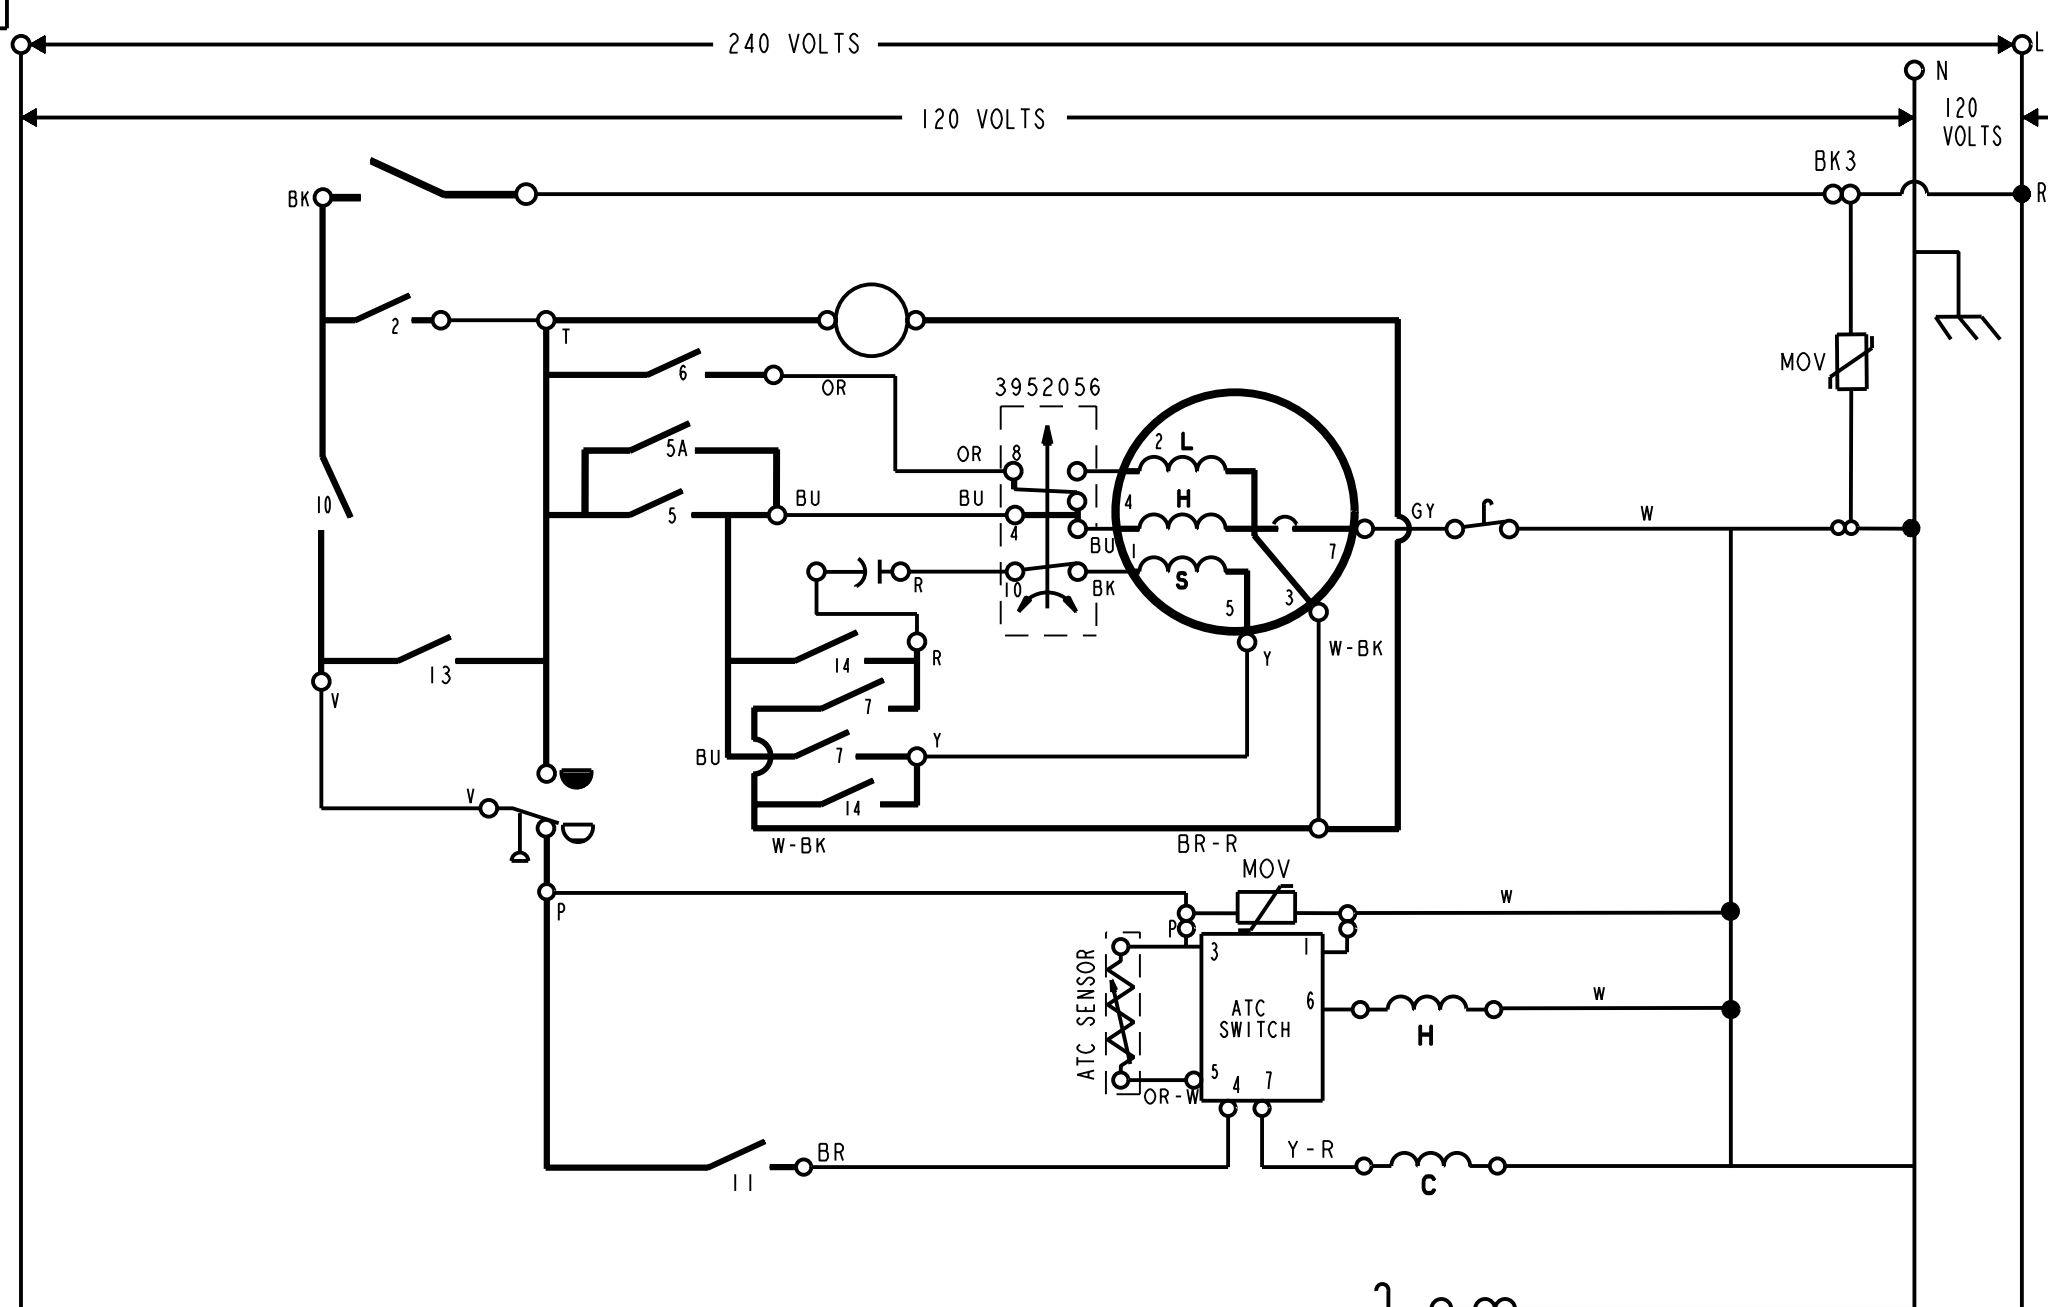 240 VOLTS
L
N
120 VOLTS
120
VOLTS
BK3
BK
R
2
T
6
OR
3952056
MOV
5A
OR
8
2 L
10
BU
BU
4
H
GY
W
5
4
BU
1
7
R
10
BK
S
5
3
14
R
Y
W-BK
13
V
7
BU
7
Y
V
14
W-BK
BR-R
MOV
P
P
W
3
1
ATC SENSOR
ATC
SWITCH
6
W
H
5
4
7
OR-W
BR
Y-R
11
C